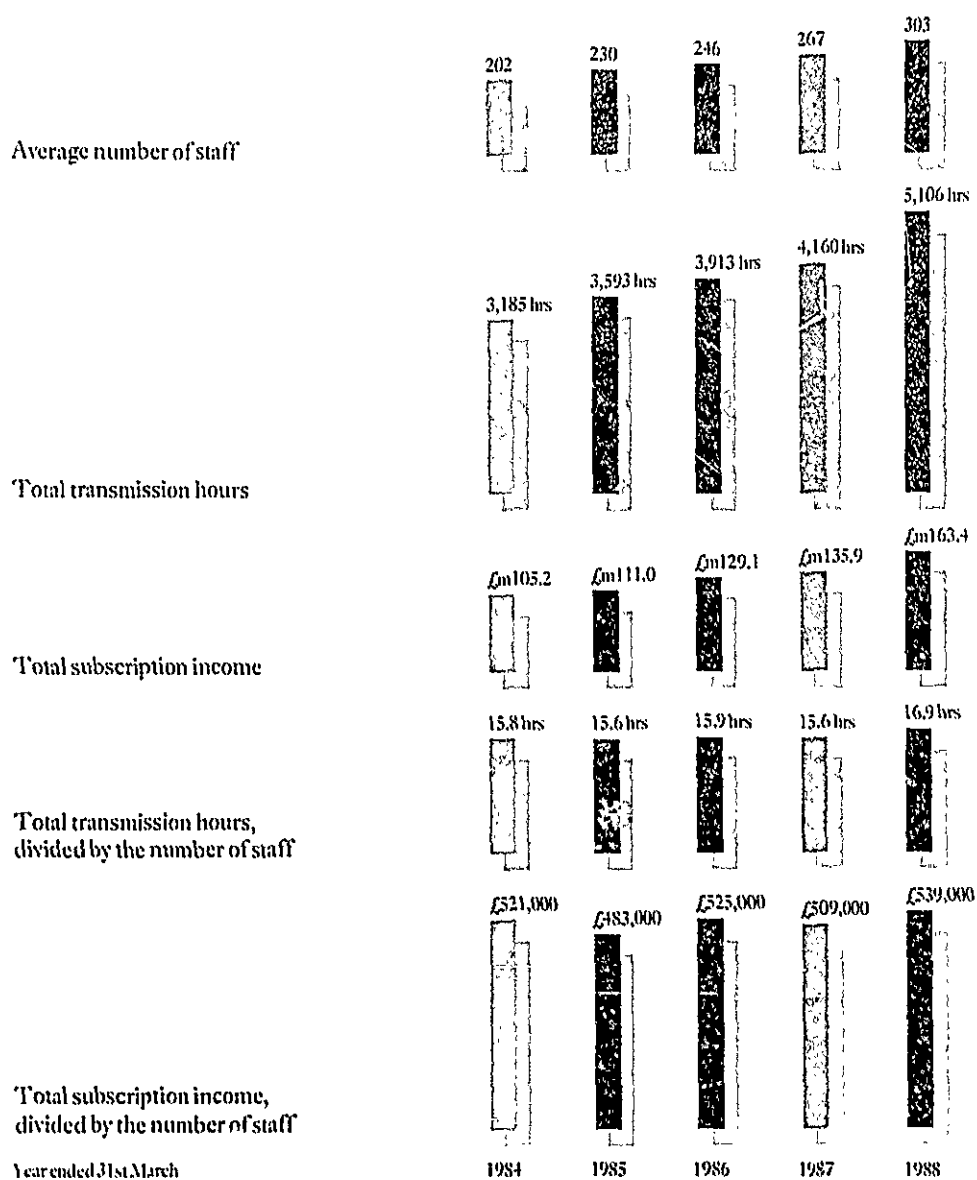 202 230 246 267 303
Average number of staff
3,185 hrs 3,593 hrs 3,913 hrs 4,160 hrs 5,106 hrs
Total transmission hours
£m105.2 £m111.0 £m129.1 £m135.9 £m163.4
Total subscription income
15.8 hrs 15.6 hrs 15.9 hrs 15.6 hrs 16.9 hrs
Total transmission hours,
divided by the number of staff
£521,000 £483,000 £525,000 £509,000 £539,000
Total subscription income,
divided by the number of staff
Year ended 31st March 1984 1985 1986 1987 1988